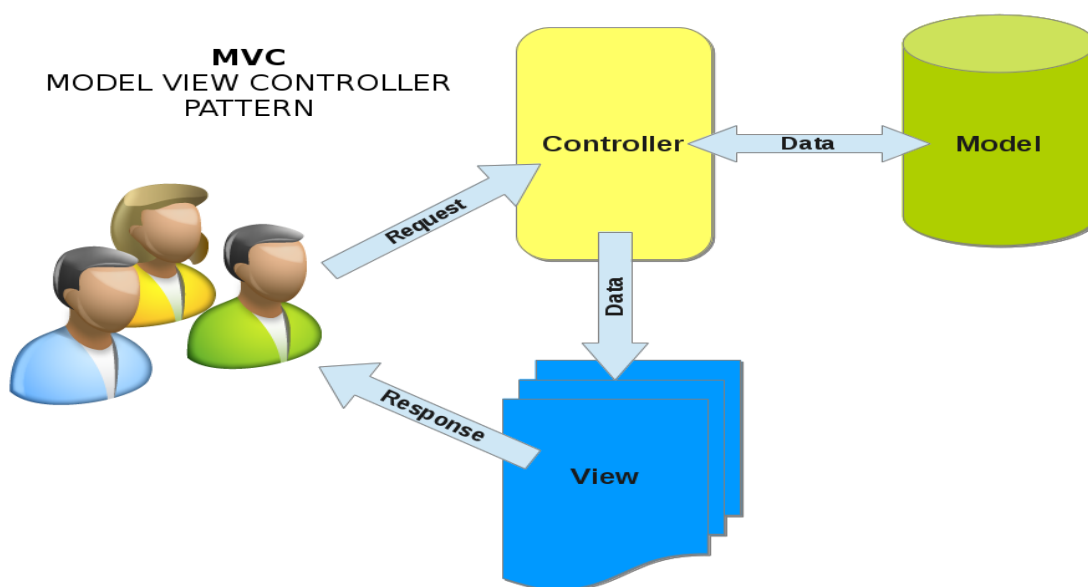 MVC
MODEL VIEW CONTROLLER
PATTERN
Controller
Data
Model
Request
Data
Response
View